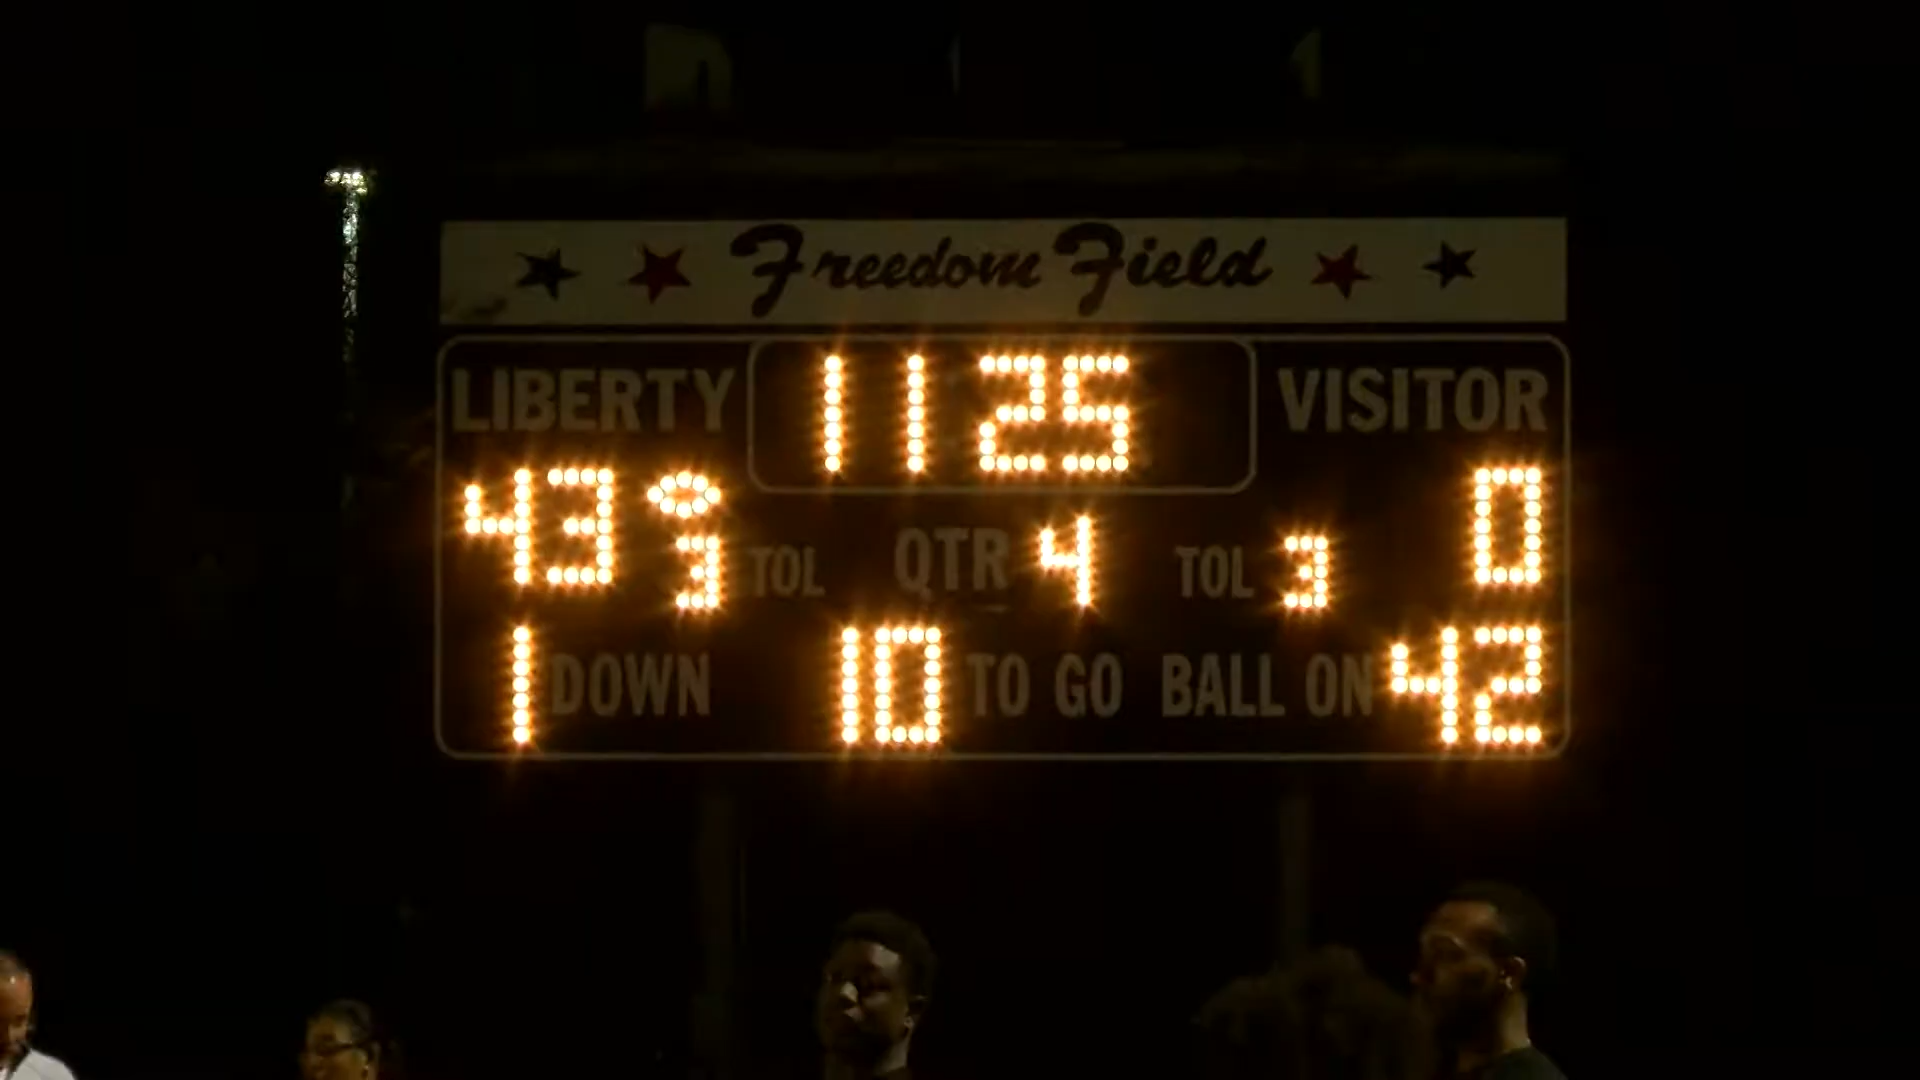 Freedom Field
LIBERTY 11 25 VISITOR
43 0
3 TOL QTR 4 TOL 3
1 DOWN 10 TO GO BALL ON 42